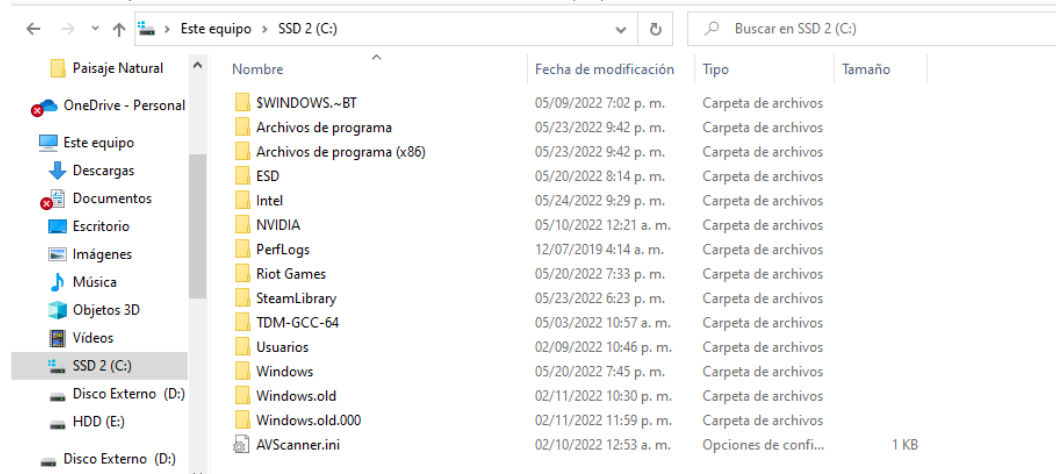 Este equipo > SSD 2 (C:)
Buscar en SSD 2 (C:)
Paisaje Natural
OneDrive - Personal
Este equipo
Descargas
Documentos
Escritorio
Imágenes
Música
Objetos 3D
Vídeos
SSD 2 (C:)
Disco Externo (D:)
HDD (E:)
Disco Externo (D:)
Nombre Fecha de modificación Tipo Tamaño
$WINDOWS.~BT 05/09/2022 7:02 p. m. Carpeta de archivos
Archivos de programa 05/23/2022 9:42 p. m. Carpeta de archivos
Archivos de programa (x86) 05/23/2022 9:42 p. m. Carpeta de archivos
ESD 05/20/2022 8:14 p. m. Carpeta de archivos
Intel 05/24/2022 9:29 p. m. Carpeta de archivos
NVIDIA 05/10/2022 12:21 a. m. Carpeta de archivos
PerfLogs 12/07/2019 4:14 a. m. Carpeta de archivos
Riot Games 05/20/2022 7:33 p. m. Carpeta de archivos
SteamLibrary 05/23/2022 6:23 p. m. Carpeta de archivos
TDM-GCC-64 05/03/2022 10:57 a. m. Carpeta de archivos
Usuarios 02/09/2022 10:46 p. m. Carpeta de archivos
Windows 05/20/2022 7:45 p. m. Carpeta de archivos
Windows.old 02/11/2022 10:30 p. m. Carpeta de archivos
Windows.old.000 02/11/2022 11:59 p. m. Carpeta de archivos
AVScanner.ini 02/10/2022 12:53 a. m. Opciones de confi... 1 KB